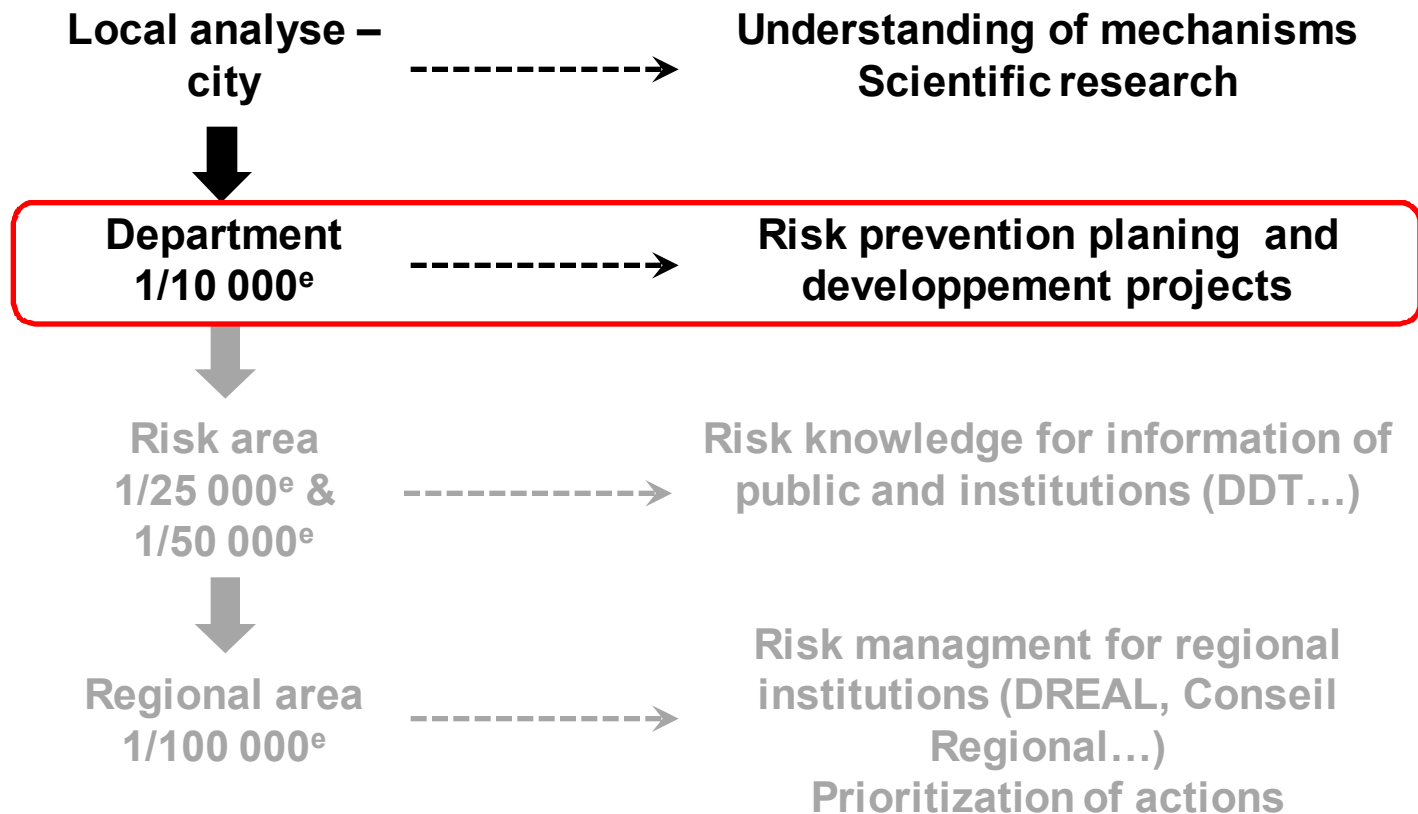 Local analyse –
city
Understanding of mechanisms
Scientific research
Department
1/10 000ᵉ
Risk prevention planing and
developpement projects
Risk area
1/25 000ᵉ &
1/50 000ᵉ
Risk knowledge for information of
public and institutions (DDT…)
Regional area
1/100 000ᵉ
Risk managment for regional
institutions (DREAL, Conseil
Regional…)
Prioritization of actions